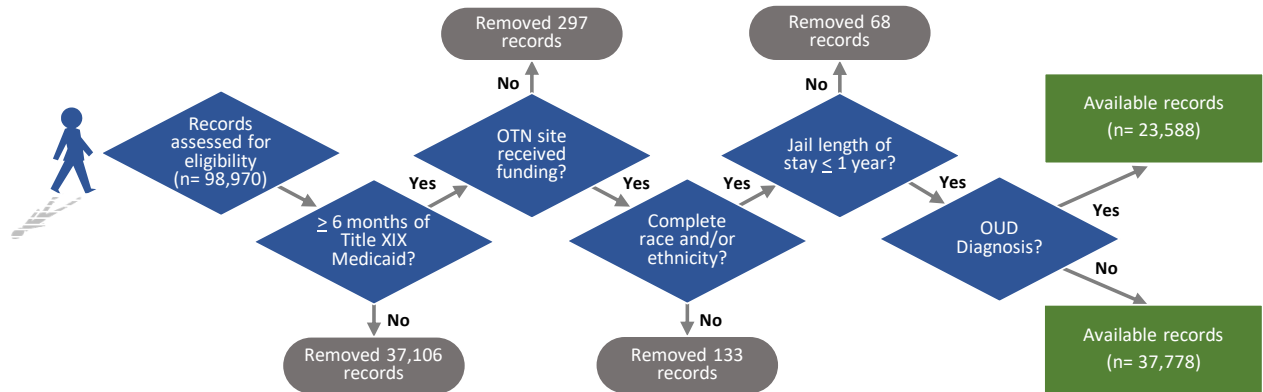 Records
assessed for
eligibility
(n= 98,970)
≥ 6 months of
Title XIX
Medicaid?
No
Removed 37,106
records
Yes
OTN site
received
funding?
No
Removed 297
records
Yes
Complete
race and/or
ethnicity?
No
Removed 133
records
Yes
Jail length of
stay ≤ 1 year?
No
Removed 68
records
Yes
OUD
Diagnosis?
Yes
Available records
(n= 23,588)
No
Available records
(n= 37,778)